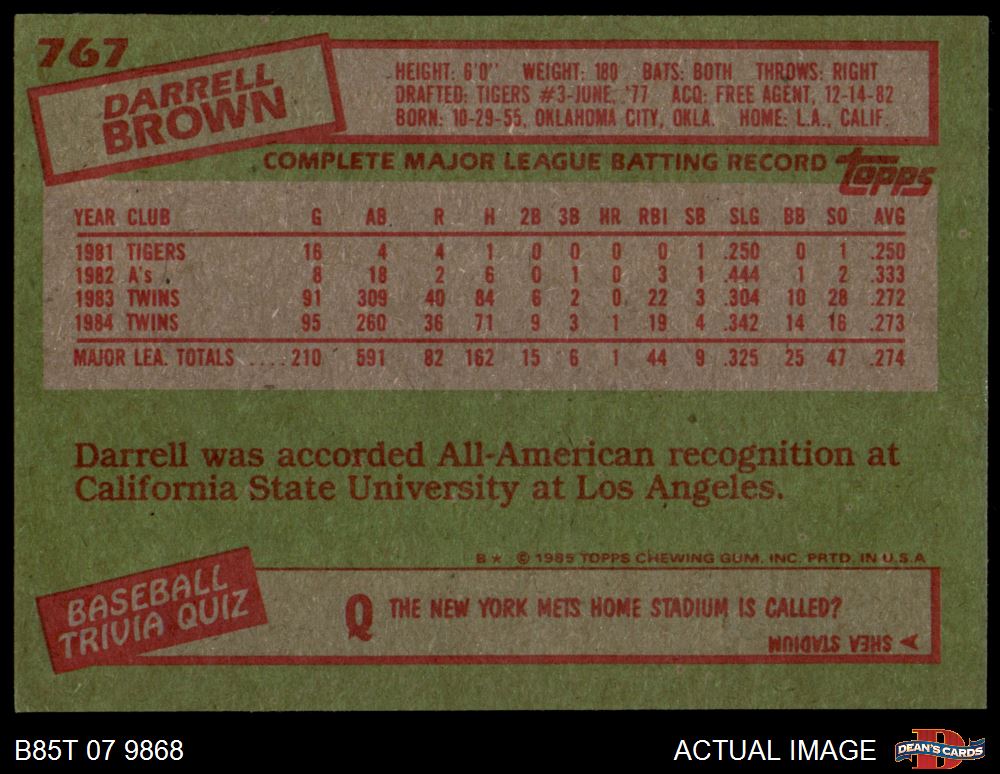 767
DARRELL
BROWN
HEIGHT: 6'0" WEIGHT: 180 BATS: BOTH THROWS: RIGHT
DRAFTED: TIGERS #3-JUNE, '77 ACQ: FREE AGENT, 12-14-82
BORN: 10-29-55, OKLAHOMA CITY, OKLA. HOME: L.A., CALIF.
COMPLETE MAJOR LEAGUE BATTING RECORD topps
YEAR CLUB G AB R H 2B 3B HR RBI SB SLG BB SO AVG
1981 TIGERS 16 4 4 1 0 0 0 0 1 .250 0 1 .250
1982 A's 8 18 2 6 0 1 0 3 1 .444 1 2 .333
1983 TWINS 91 309 40 84 6 2 0 22 3 .304 10 28 .272
1984 TWINS 95 260 36 71 9 3 1 19 4 .342 14 16 .273
MAJOR LEA. TOTALS ....210 591 82 162 15 6 1 44 9 .325 25 47 .274
Darrell was accorded All-American recognition at
California State University at Los Angeles.
B★ © 1985 TOPPS CHEWING GUM, INC. PRTD. IN U.S.A
BASEBALL
TRIVIA QUIZ
Q THE NEW YORK METS HOME STADIUM IS CALLED?
A SHEA STADIUM
B85T 07 9868
ACTUAL IMAGE
D
DEAN'S CARDS